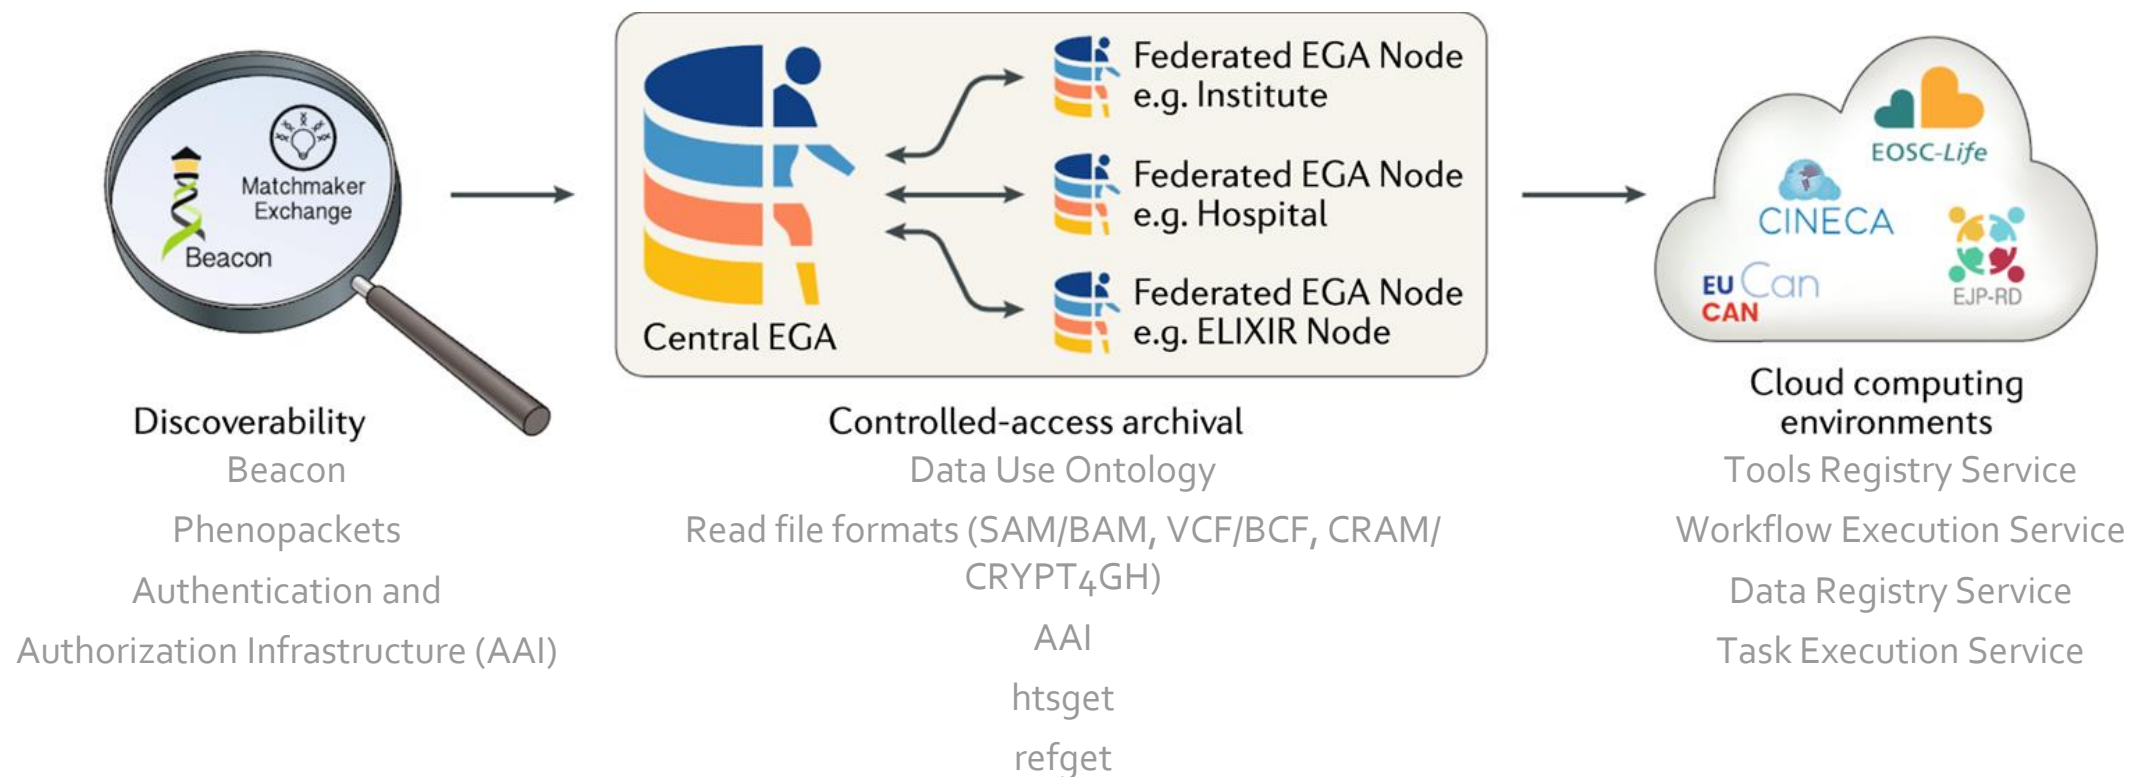 Matchmaker
Exchange
Beacon
Discoverability
Beacon
Phenopackets
Authentication and
Authorization Infrastructure (AAI)
Central EGA
Federated EGA Node
e.g. Institute
Federated EGA Node
e.g. Hospital
Federated EGA Node
e.g. ELIXIR Node
Controlled-access archival
Data Use Ontology
Read file formats (SAM/BAM, VCF/BCF, CRAM/
CRYPT4GH)
AAI
htsget
refget
EOSC-Life
CINECA
EU Can
CAN
EJP-RD
Cloud computing
environments
Tools Registry Service
Workflow Execution Service
Data Registry Service
Task Execution Service